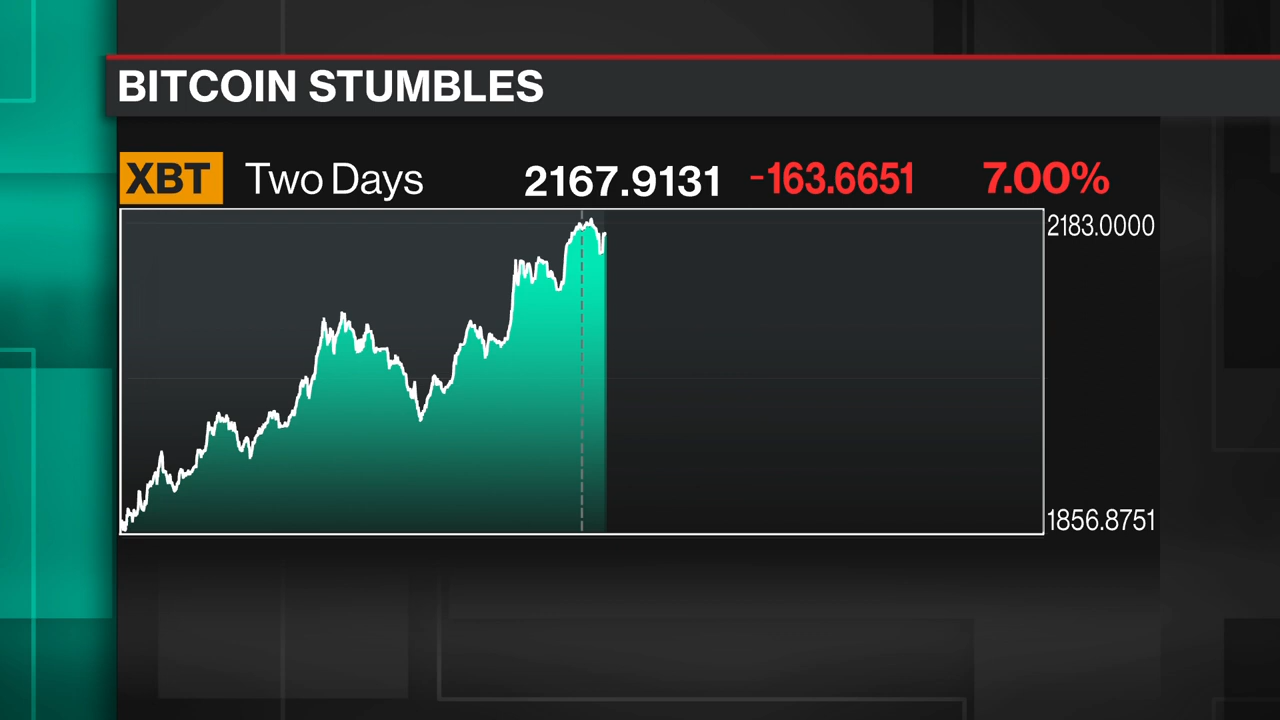 BITCOIN STUMBLES
XBT Two Days 2167.9131 -163.6651 7.00%
2183.0000
1856.8751